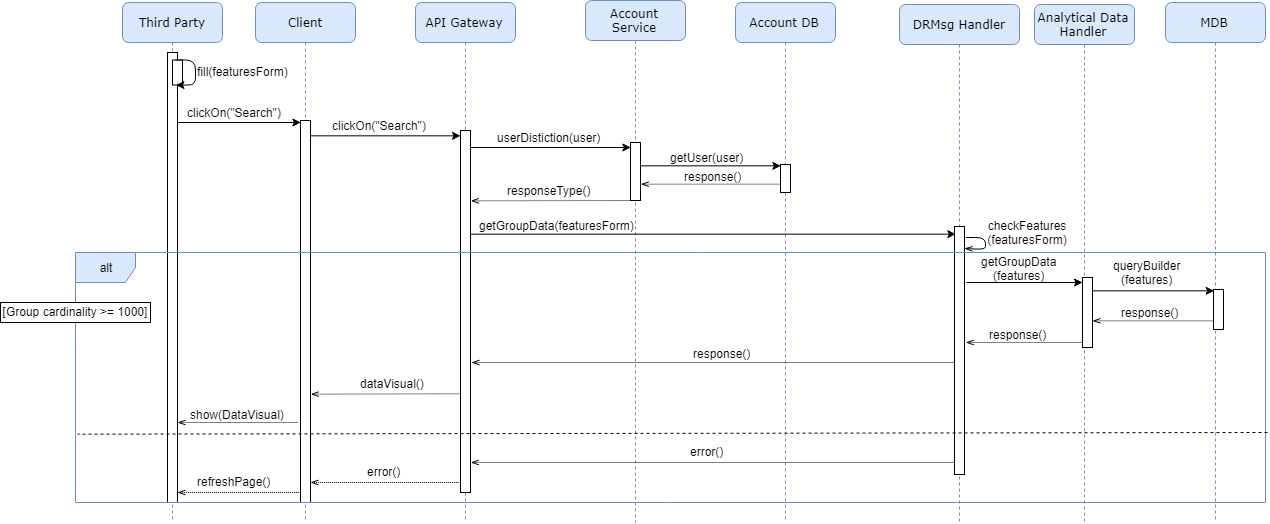 Third Party
Client
API Gateway
Account
Service
Account DB
DRMsg Handler
Analytical Data
Handler
MDB
fill(featuresForm)
clickOn("Search")
clickOn("Search")
userDistiction(user)
getUser(user)
response()
responseType()
getGroupData(featuresForm)
checkFeatures
(featuresForm)
alt
getGroupData
(features)
queryBuilder
(features)
[Group cardinality >= 1000]
response()
response()
response()
dataVisual()
show(DataVisual)
error()
error()
refreshPage()